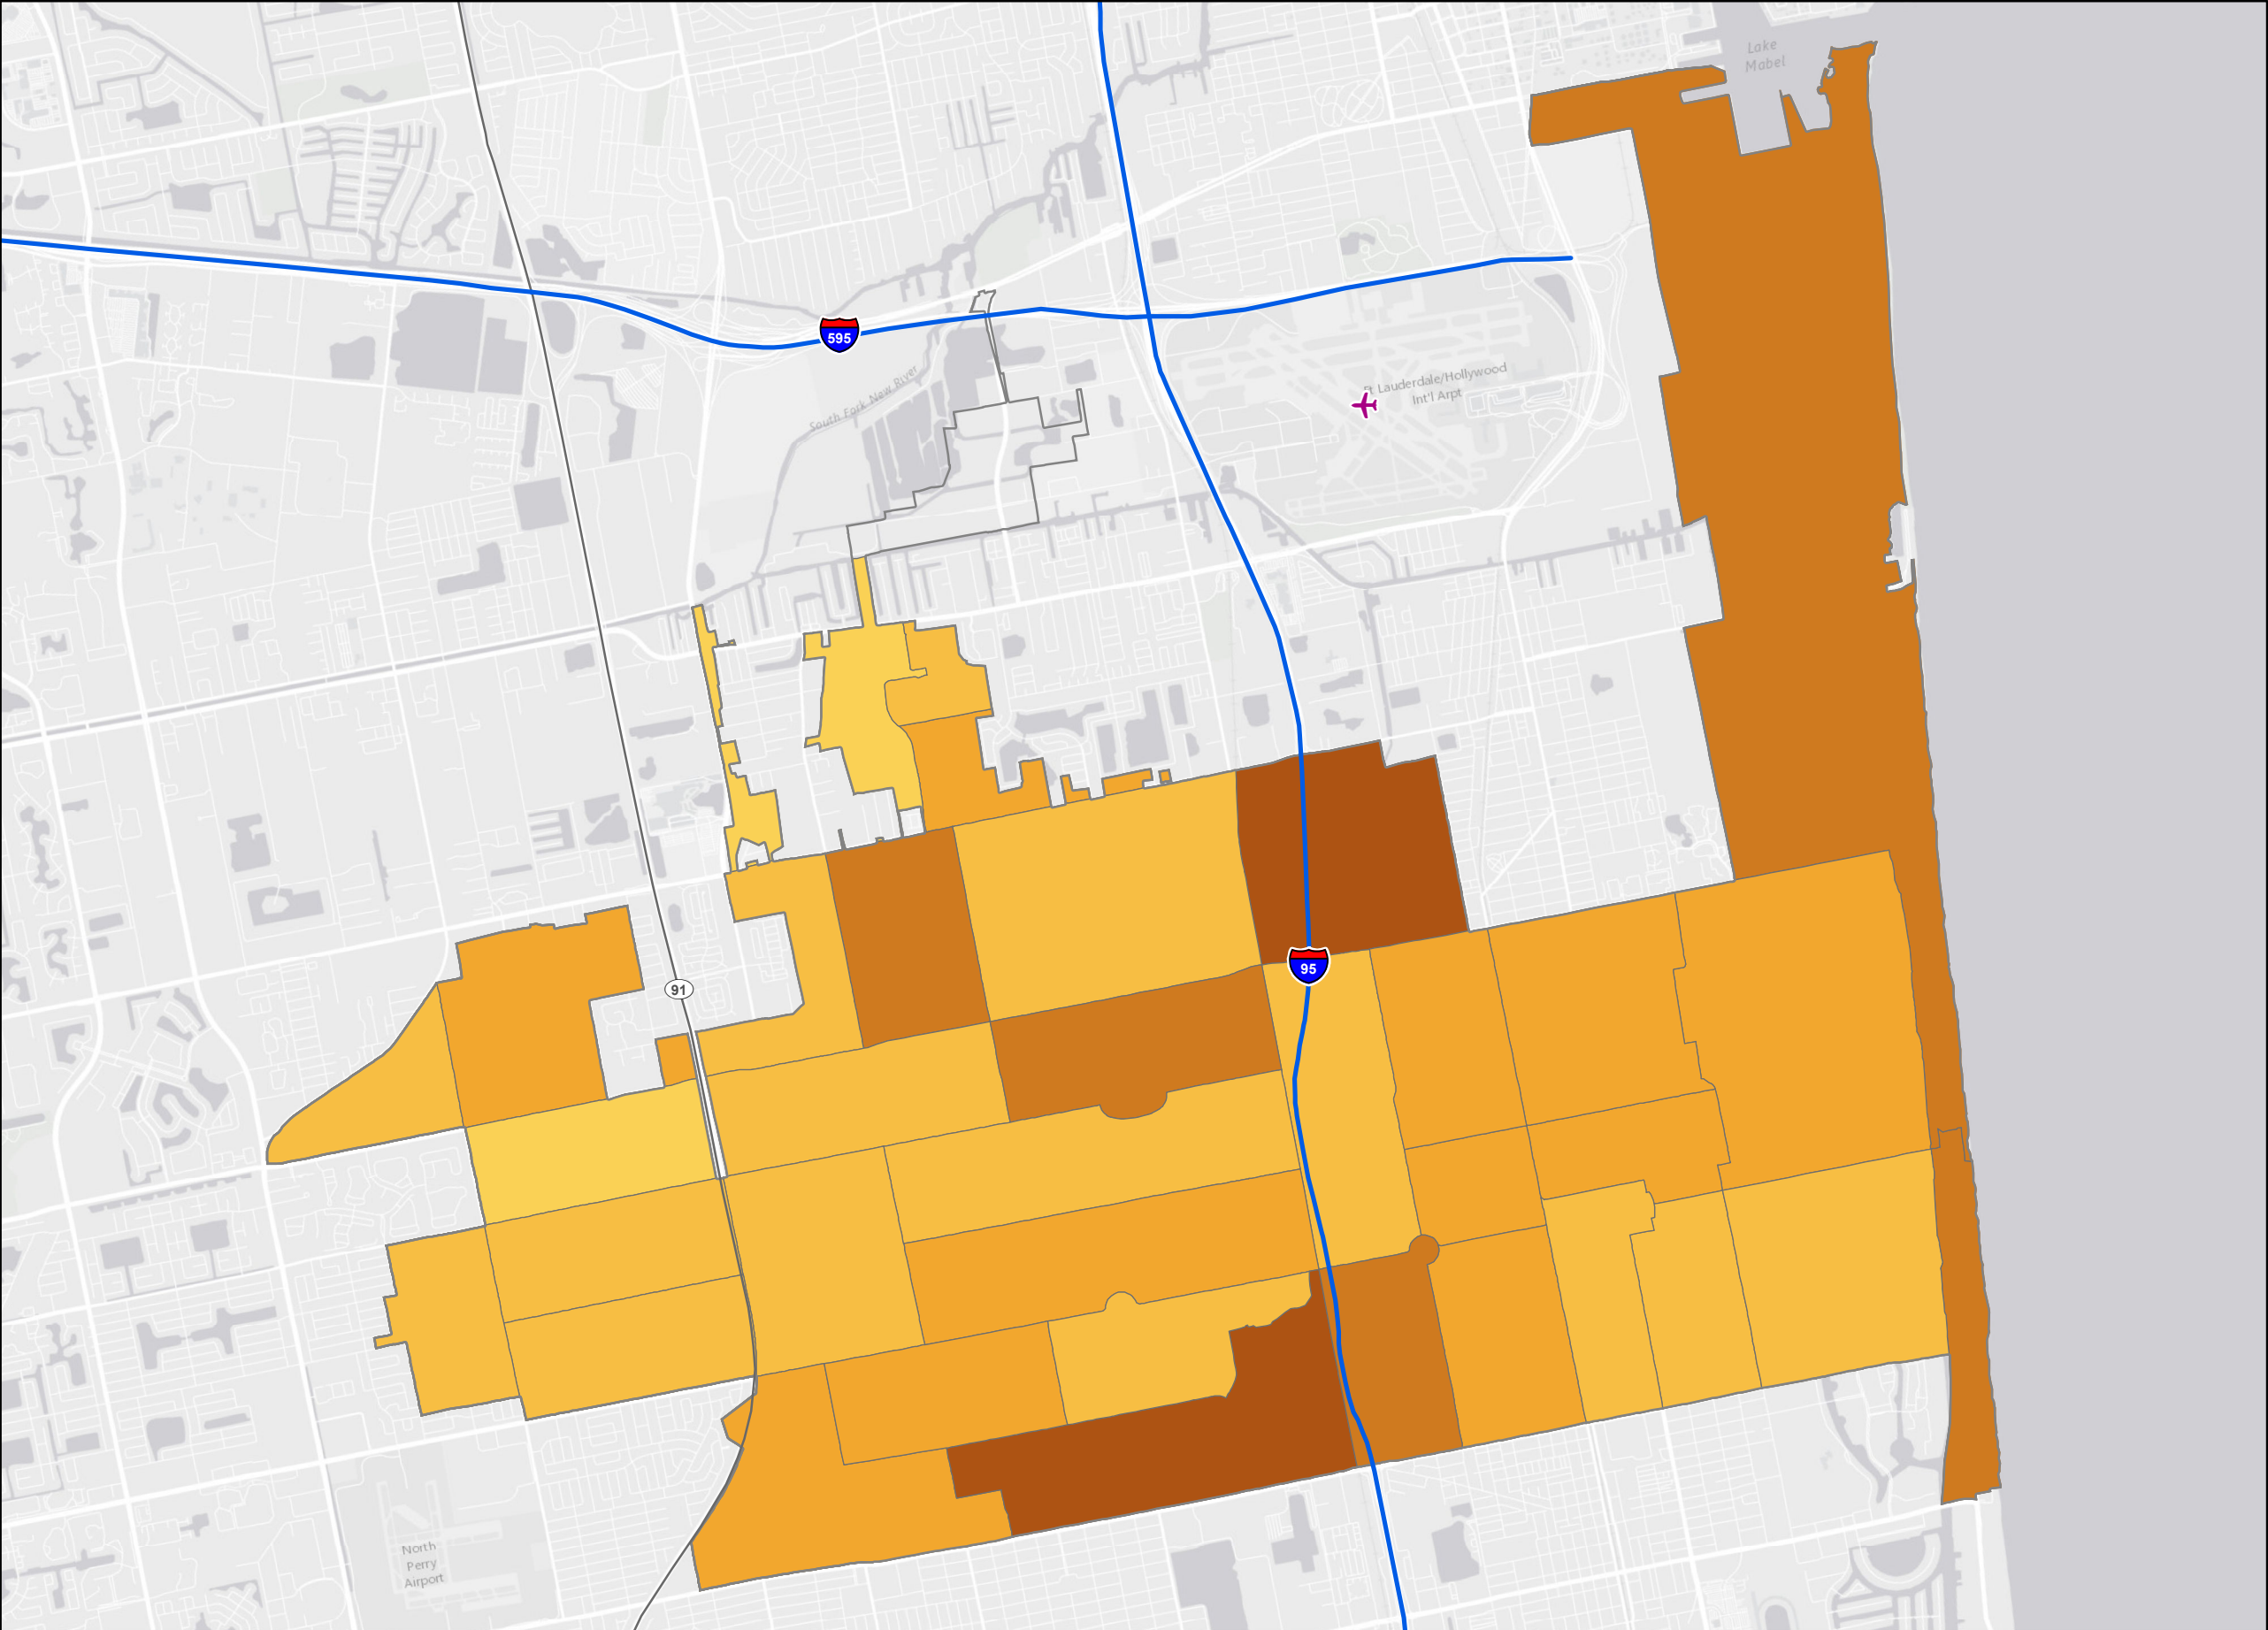 Lake
Mabel
595
South Fork New River
Ft Lauderdale/Hollywood
Int'l Arpt
95
91
North
Perry
Airport